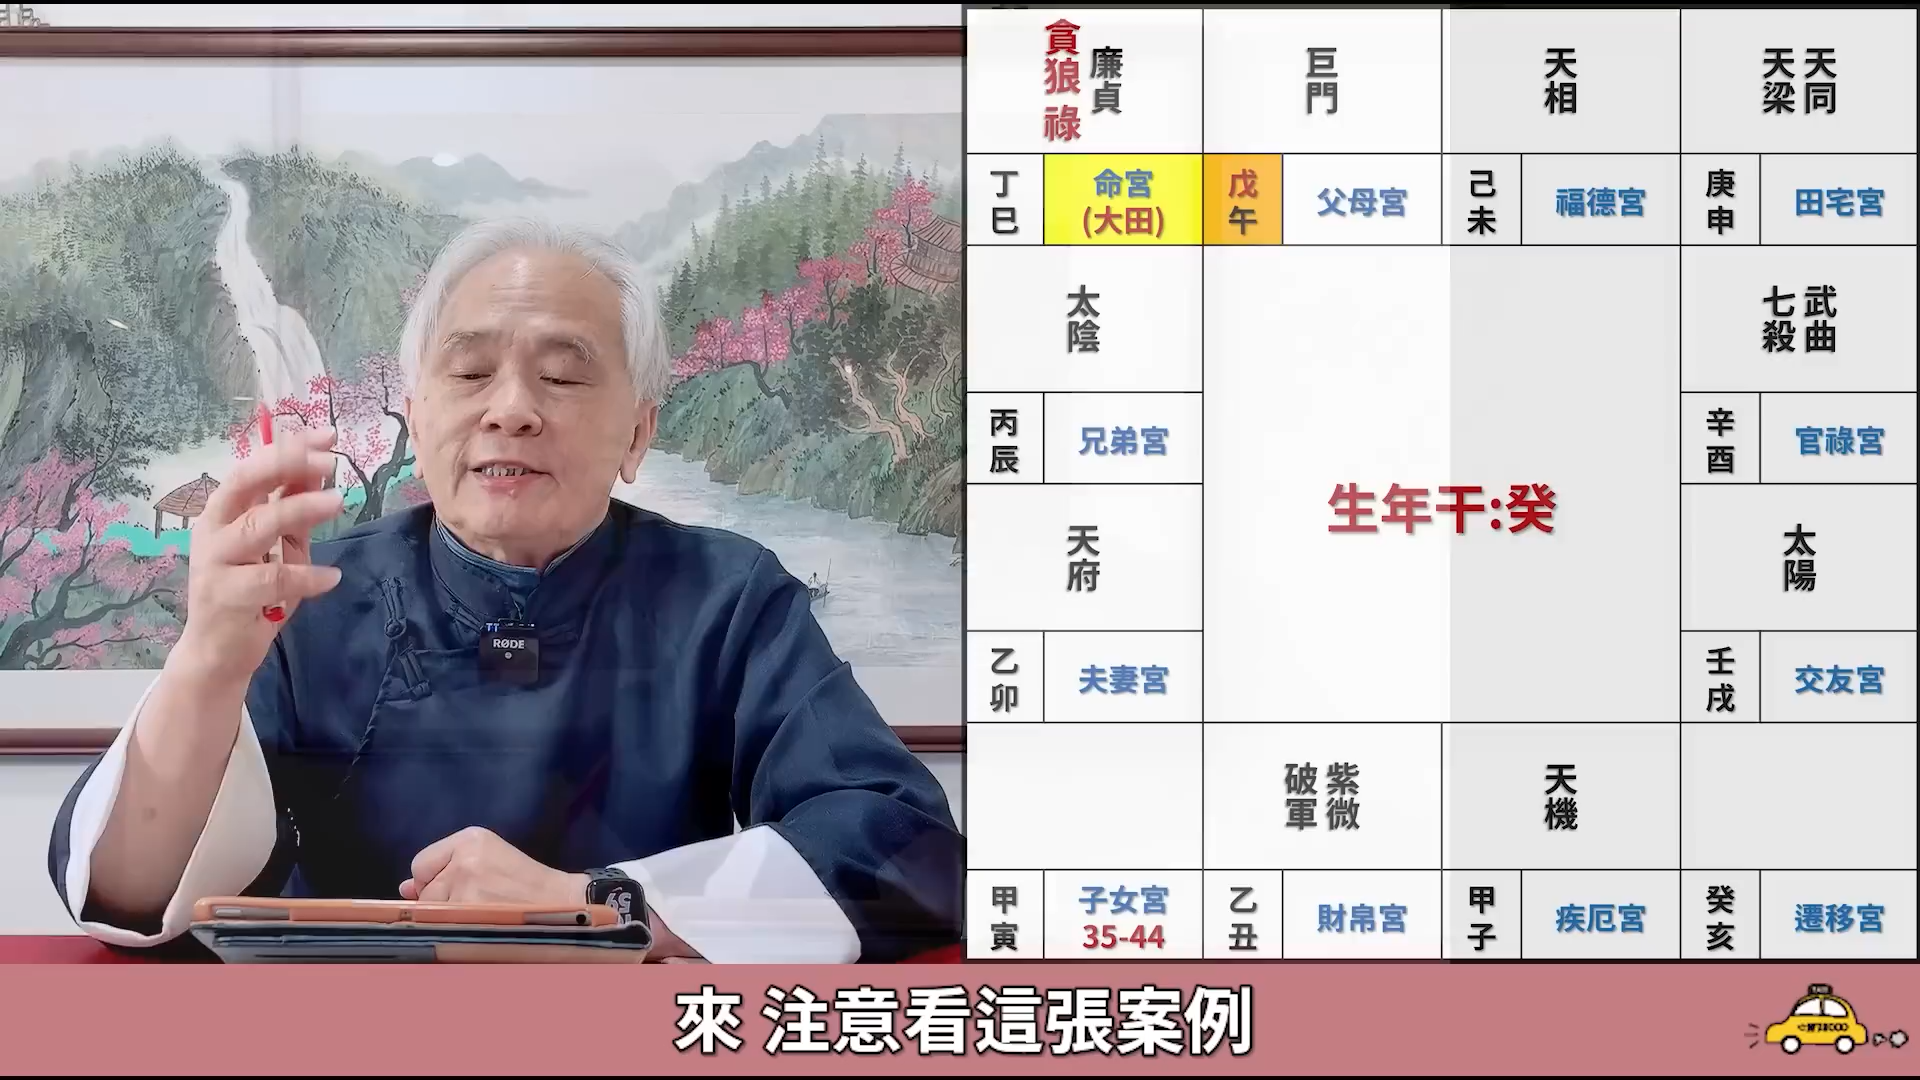 貪狼 祿
廉貞
巨門
天相
天梁
天同
丁巳
命宮
(大田)
戊午
父母宮
己未
福德宮
庚申
田宅宮
太陰
七殺
武曲
丙辰
兄弟宮
辛酉
官祿宮
生年干:癸
天府
太陽
乙卯
夫妻宮
壬戌
交友宮
破軍
紫微
天機
甲寅
子女宮
35-44
乙丑
財帛宮
甲子
疾厄宮
癸亥
遷移宮
RØDE
來 注意看這張案例